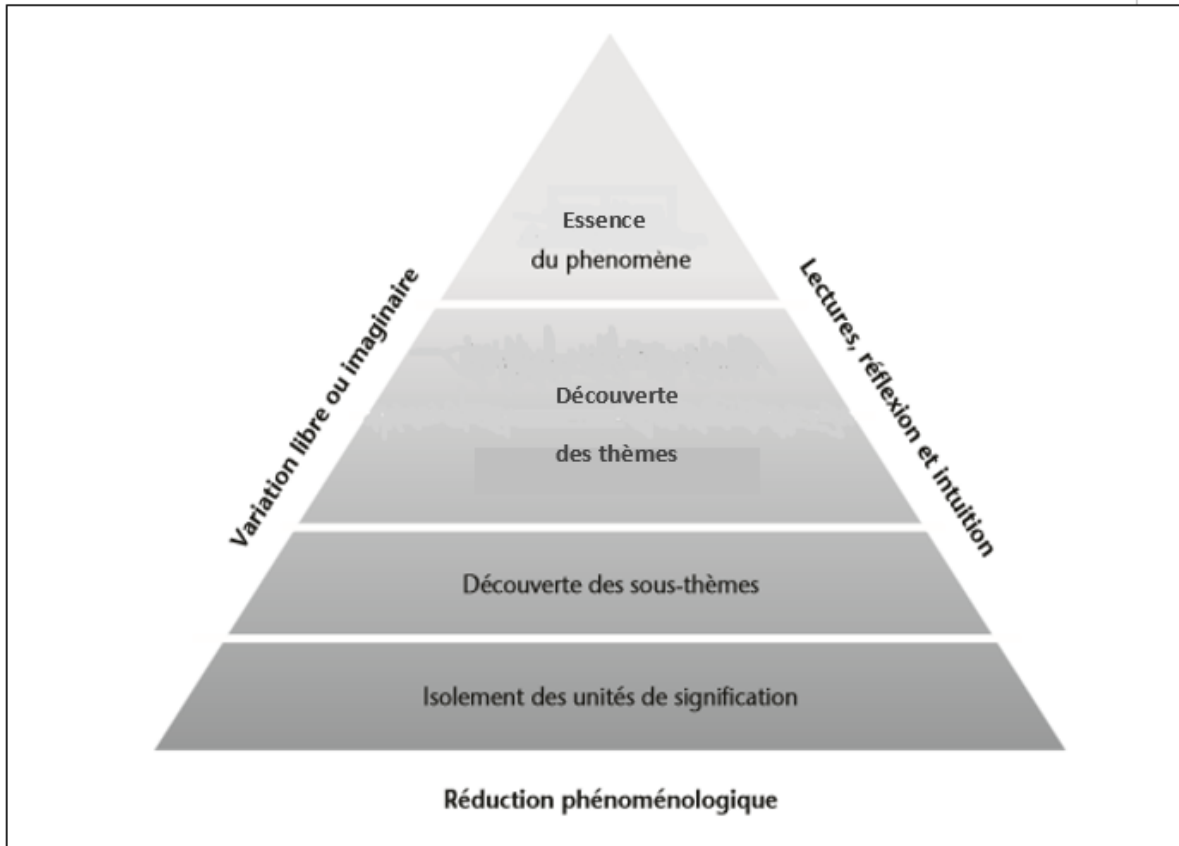 Essence
du phenomène
Variation libre ou imaginaire
Lectures, réflexion et intuition
Découverte
des thèmes
Découverte des sous-thèmes
Isolement des unités de signification
Réduction phénoménologique